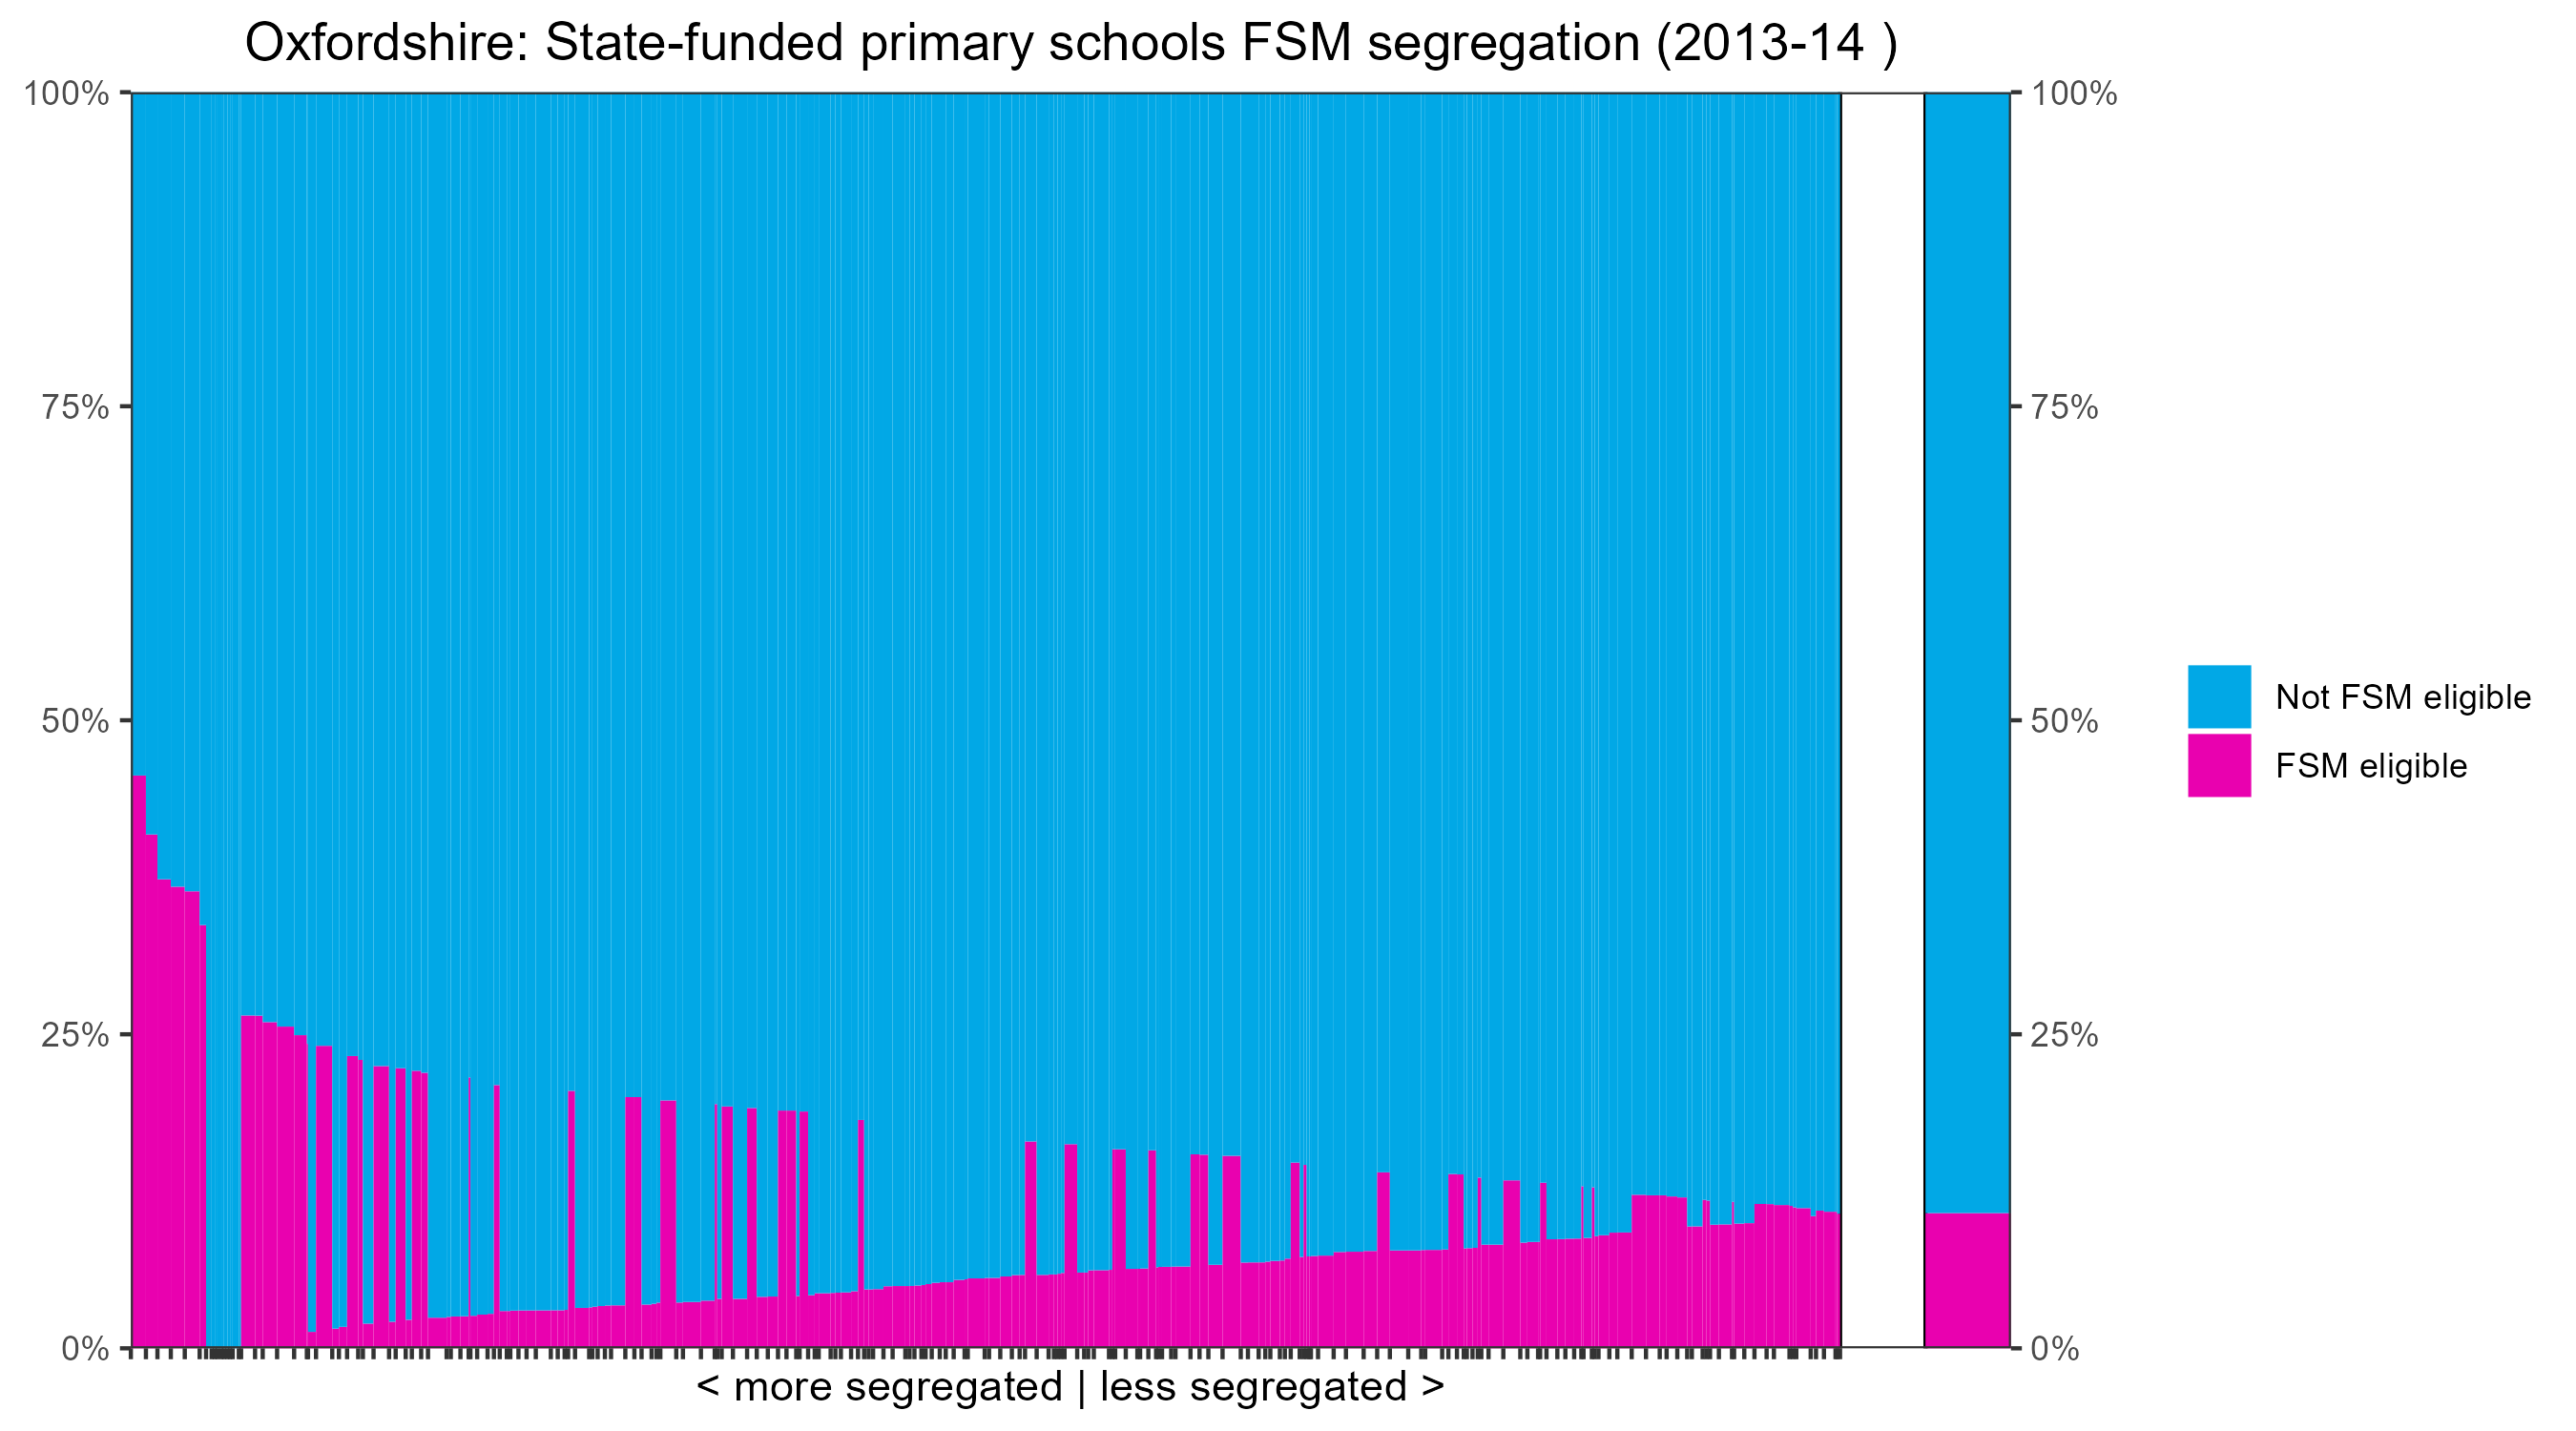 Oxfordshire: State-funded primary schools FSM segregation (2013-14 )
100%
75%
50%
25%
0%
100%
75%
50%
25%
0%
Not FSM eligible
FSM eligible
< more segregated | less segregated >